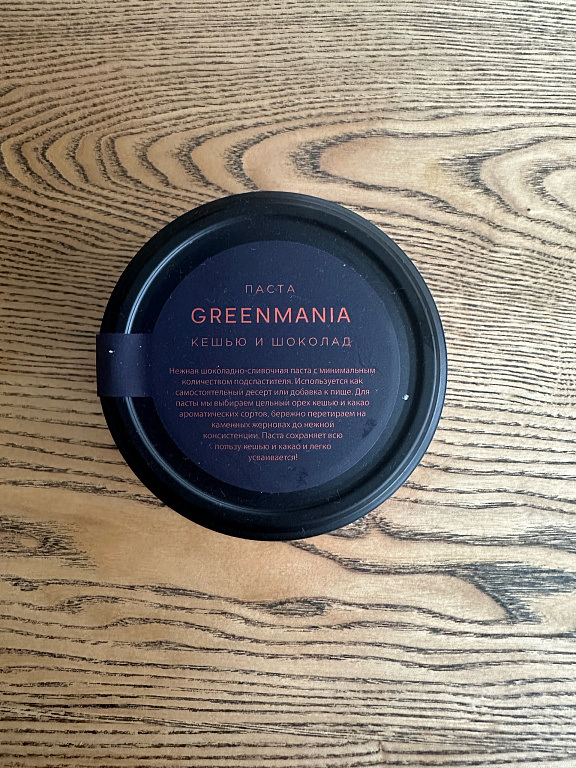 ПАСТА
GREENMANIA
КЕШЬЮ И ШОКОЛАД
Нежная шоколадно-сливочная паста с минимальным
количеством подсластителя. Используется как
самостоятельный десерт или добавка к пище. Для
пасты мы выбираем цельный орех кешью и какао
ароматических сортов, бережно перетираем на
каменных жерновах до нежной
консистенции. Паста сохраняет всю
пользу кешью и какао и легко
усваивается!